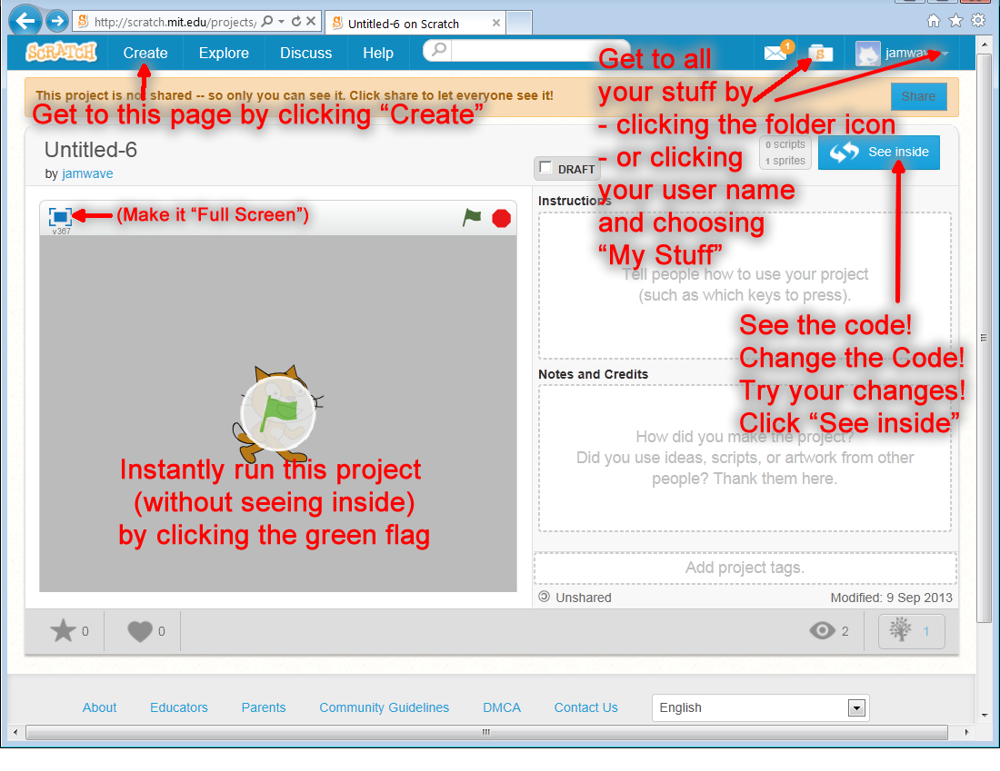 http://scratch.mit.edu/projects/
Untitled-6 on Scratch
SCRATCH
Create
Explore
Discuss
Help
1
S
jamwav
This project is not shared -- so only you can see it. Click share to let everyone see it!
Share
Get to this page by clicking “Create”
Get to all
your stuff by
- clicking the folder icon
- or clicking
your user name
and choosing
“My Stuff”
Untitled-6
by jamwave
DRAFT
0 scripts
1 sprites
See inside
(Make it “Full Screen”)
v367
Instructions
Tell people how to use your project
(such as which keys to press).
See the code!
Change the Code!
Try your changes!
Click “See inside”
Notes and Credits
How did you make the project?
Did you use ideas, scripts, or artwork from other
people? Thank them here.
Instantly run this project
(without seeing inside)
by clicking the green flag
Add project tags.
Unshared
Modified: 9 Sep 2013
0
0
2
1
About
Educators
Parents
Community Guidelines
DMCA
Contact Us
English